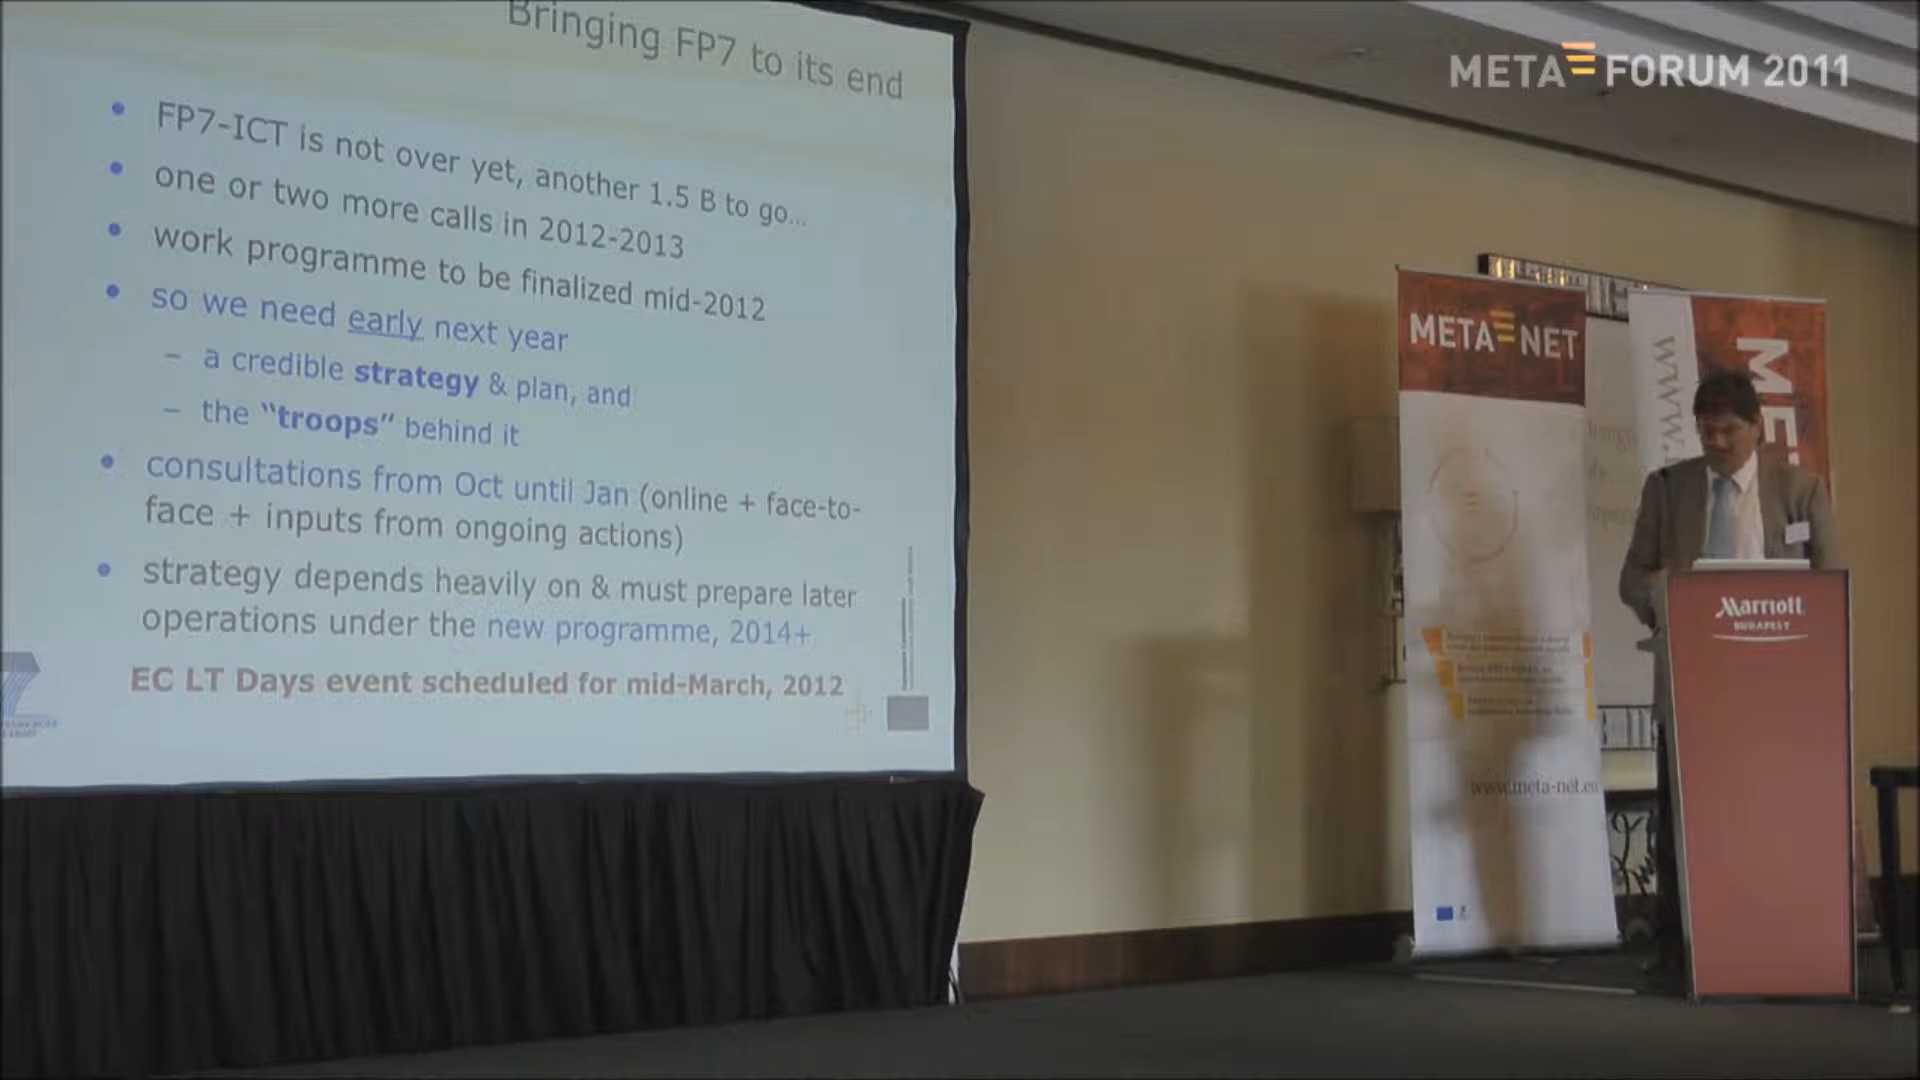 Bringing FP7 to its end
• FP7-ICT is not over yet, another 1.5 B to go...
• one or two more calls in 2012-2013
• work programme to be finalized mid-2012
• so we need early next year
– a credible strategy & plan, and
– the "troops" behind it
• consultations from Oct until Jan (online + face-to-
face + inputs from ongoing actions)
• strategy depends heavily on & must prepare later
operations under the new programme, 2014+
EC LT Days event scheduled for mid-March, 2012
META FORUM 2011
META NET
www.meta-net.eu
WWW.
ME
Marriott
BUDAPEST